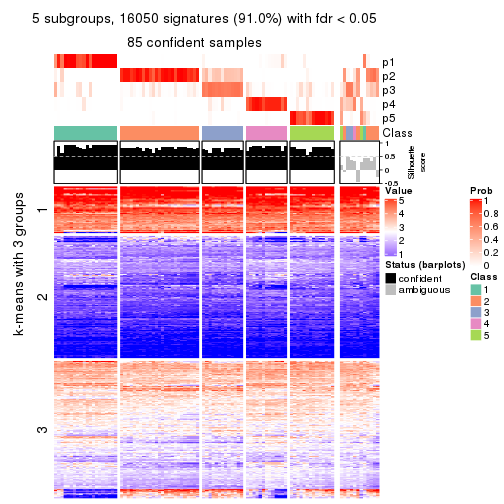 5 subgroups, 16050 signatures (91.0%) with fdr < 0.05
85 confident samples
p1
p2
p3
p4
p5
Class
1
0.5
0
-0.5
Silhouette
score
k-means with 3 groups
1
2
3
Value
5
4
3
2
1
Status (barplots)
confident
ambiguous
Prob
1
0.8
0.6
0.4
0.2
0
Class
1
2
3
4
5